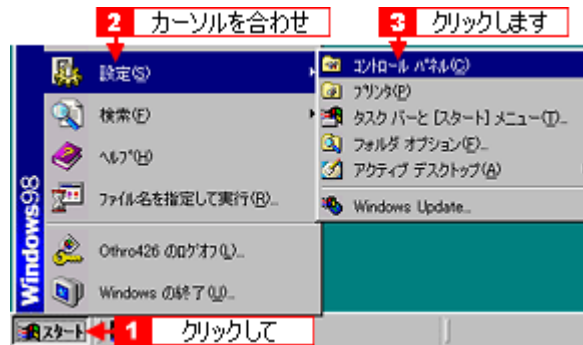 2 カーソルを合わせ
3 クリックします
設定(S)
検索(F)
ﾍﾙﾌﾟ(H)
ファイル名を指定して実行(R)...
Othro426 のﾛｸﾞｵﾌ(L)...
Windows の終了(U)...
Windows98
コントロール ﾊﾟﾈﾙ(C)
ﾌﾟﾘﾝﾀ(P)
タスク バーと [スタート] メニュー(T)...
フォルダ オプション(F)...
アクティブ デスクトップ(A)
Windows Update...
スタート
1 クリックして